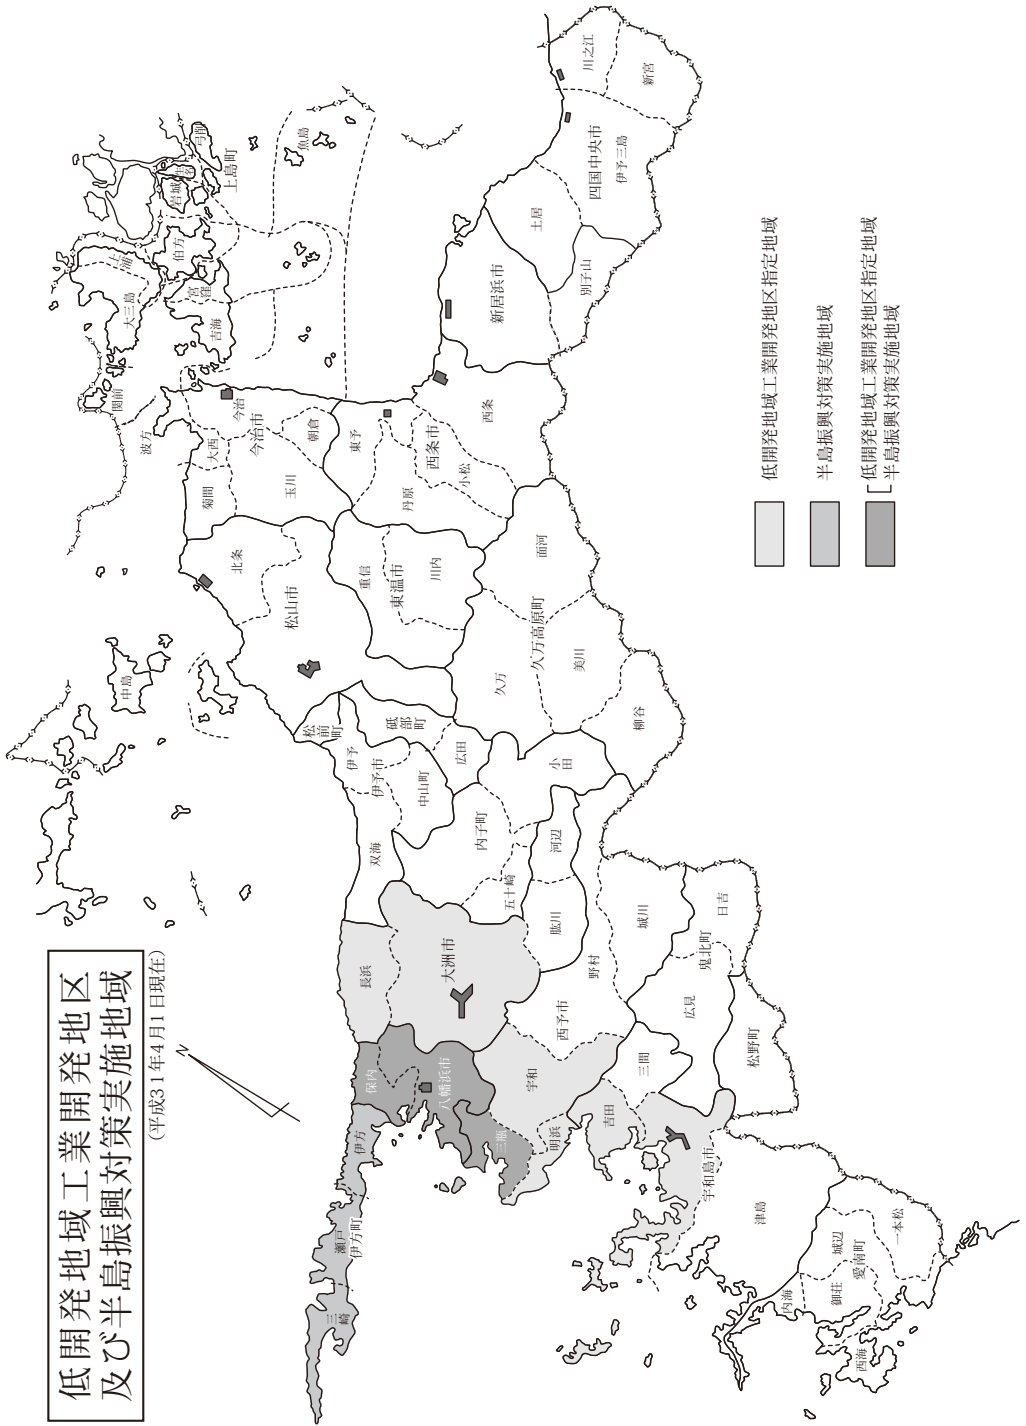 低開発地域工業開発地区
及び半島振興対策実施地域
(平成31年4月1日現在)
N
低開発地域工業開発地区指定地域
半島振興対策実施地域
低開発地域工業開発地区指定地域
半島振興対策実施地域
三崎
瀬戸
伊方町
伊方
保内
八幡浜市
三瓶
長浜
大洲市
肱川
河辺
五十崎
内子町
小田
宇和
明浜
西予市
野村
城川
吉田
三間
宇和島市
津島
広見
鬼北町
日吉
松野町
内海
御荘
城辺
愛南町
一本松
西海
双海
伊予
伊予市
中山町
広田
砥部町
松前町
中島
松山市
北条
重信
東温市
川内
久万
久万高原町
面河
美川
柳谷
菊間
大西
波方
玉川
今治
今治市
朝倉
関前
大三島
上浦
伯方
宮窪
吉海
岩城
生名
弓削
上島町
魚島
東予
丹原
西条市
小松
西条
新居浜市
別子山
土居
四国中央市
伊予三島
川之江
新宮